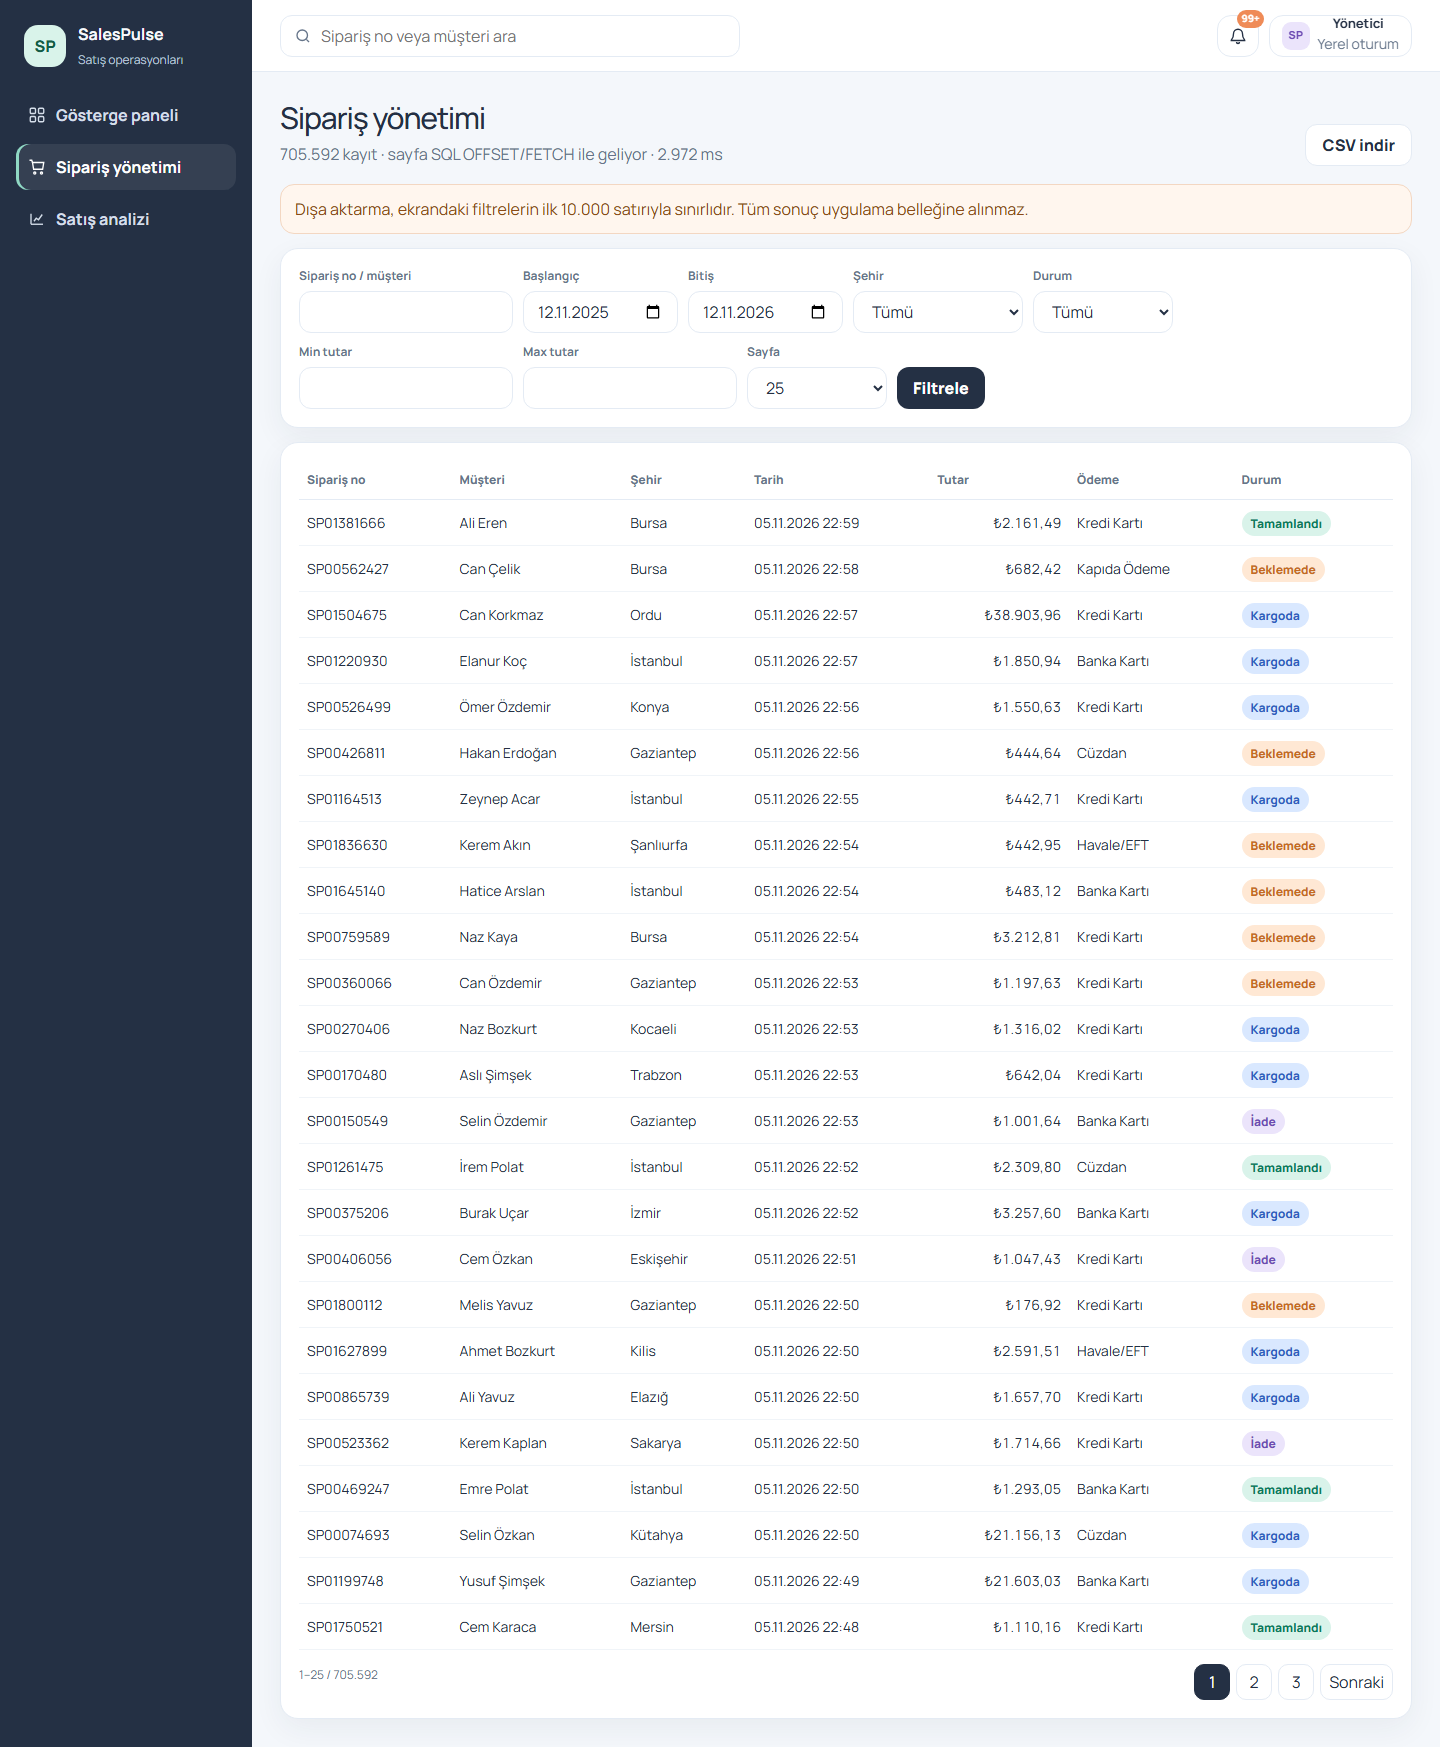 SP
SalesPulse
Satış operasyonları
Gösterge paneli
Sipariş yönetimi
Satış analizi
Sipariş no veya müşteri ara
99+
SP
Yönetici
Yerel oturum
Sipariş yönetimi
705.592 kayıt · sayfa SQL OFFSET/FETCH ile geliyor · 2.972 ms
CSV indir
Dışa aktarma, ekrandaki filtrelerin ilk 10.000 satırıyla sınırlıdır. Tüm sonuç uygulama belleğine alınmaz.
Sipariş no / müşteri Başlangıç Bitiş Şehir Durum
12.11.2025 12.11.2026 Tümü Tümü
Min tutar Max tutar Sayfa
25 Filtrele
Sipariş no Müşteri Şehir Tarih Tutar Ödeme Durum
SP01381666 Ali Eren Bursa 05.11.2026 22:59 ₺2.161,49 Kredi Kartı Tamamlandı
SP00562427 Can Çelik Bursa 05.11.2026 22:58 ₺682,42 Kapıda Ödeme Beklemede
SP01504675 Can Korkmaz Ordu 05.11.2026 22:57 ₺38.903,96 Kredi Kartı Kargoda
SP01220930 Elanur Koç İstanbul 05.11.2026 22:57 ₺1.850,94 Banka Kartı Kargoda
SP00526499 Ömer Özdemir Konya 05.11.2026 22:56 ₺1.550,63 Kredi Kartı Kargoda
SP00426811 Hakan Erdoğan Gaziantep 05.11.2026 22:56 ₺444,64 Cüzdan Beklemede
SP01164513 Zeynep Acar İstanbul 05.11.2026 22:55 ₺442,71 Kredi Kartı Kargoda
SP01836630 Kerem Akın Şanlıurfa 05.11.2026 22:54 ₺442,95 Havale/EFT Beklemede
SP01645140 Hatice Arslan İstanbul 05.11.2026 22:54 ₺483,12 Banka Kartı Beklemede
SP00759589 Naz Kaya Bursa 05.11.2026 22:54 ₺3.212,81 Kredi Kartı Beklemede
SP00360066 Can Özdemir Gaziantep 05.11.2026 22:53 ₺1.197,63 Kredi Kartı Beklemede
SP00270406 Naz Bozkurt Kocaeli 05.11.2026 22:53 ₺1.316,02 Kredi Kartı Kargoda
SP00170480 Aslı Şimşek Trabzon 05.11.2026 22:53 ₺642,04 Kredi Kartı Kargoda
SP00150549 Selin Özdemir Gaziantep 05.11.2026 22:53 ₺1.001,64 Banka Kartı İade
SP01261475 İrem Polat İstanbul 05.11.2026 22:52 ₺2.309,80 Cüzdan Tamamlandı
SP00375206 Burak Uçar İzmir 05.11.2026 22:52 ₺3.257,60 Banka Kartı Kargoda
SP00406056 Cem Özkan Eskişehir 05.11.2026 22:51 ₺1.047,43 Kredi Kartı İade
SP01800112 Melis Yavuz Gaziantep 05.11.2026 22:50 ₺176,92 Kredi Kartı Beklemede
SP01627899 Ahmet Bozkurt Kilis 05.11.2026 22:50 ₺2.591,51 Havale/EFT Kargoda
SP00865739 Ali Yavuz Elazığ 05.11.2026 22:50 ₺1.657,70 Kredi Kartı Kargoda
SP00523362 Kerem Kaplan Sakarya 05.11.2026 22:50 ₺1.714,66 Kredi Kartı İade
SP00469247 Emre Polat İstanbul 05.11.2026 22:50 ₺1.293,05 Banka Kartı Tamamlandı
SP00074693 Selin Özkan Kütahya 05.11.2026 22:50 ₺21.156,13 Cüzdan Kargoda
SP01199748 Yusuf Şimşek Gaziantep 05.11.2026 22:49 ₺21.603,03 Banka Kartı Kargoda
SP01750521 Cem Karaca Mersin 05.11.2026 22:48 ₺1.110,16 Kredi Kartı Tamamlandı
1–25 / 705.592
1 2 3 Sonraki